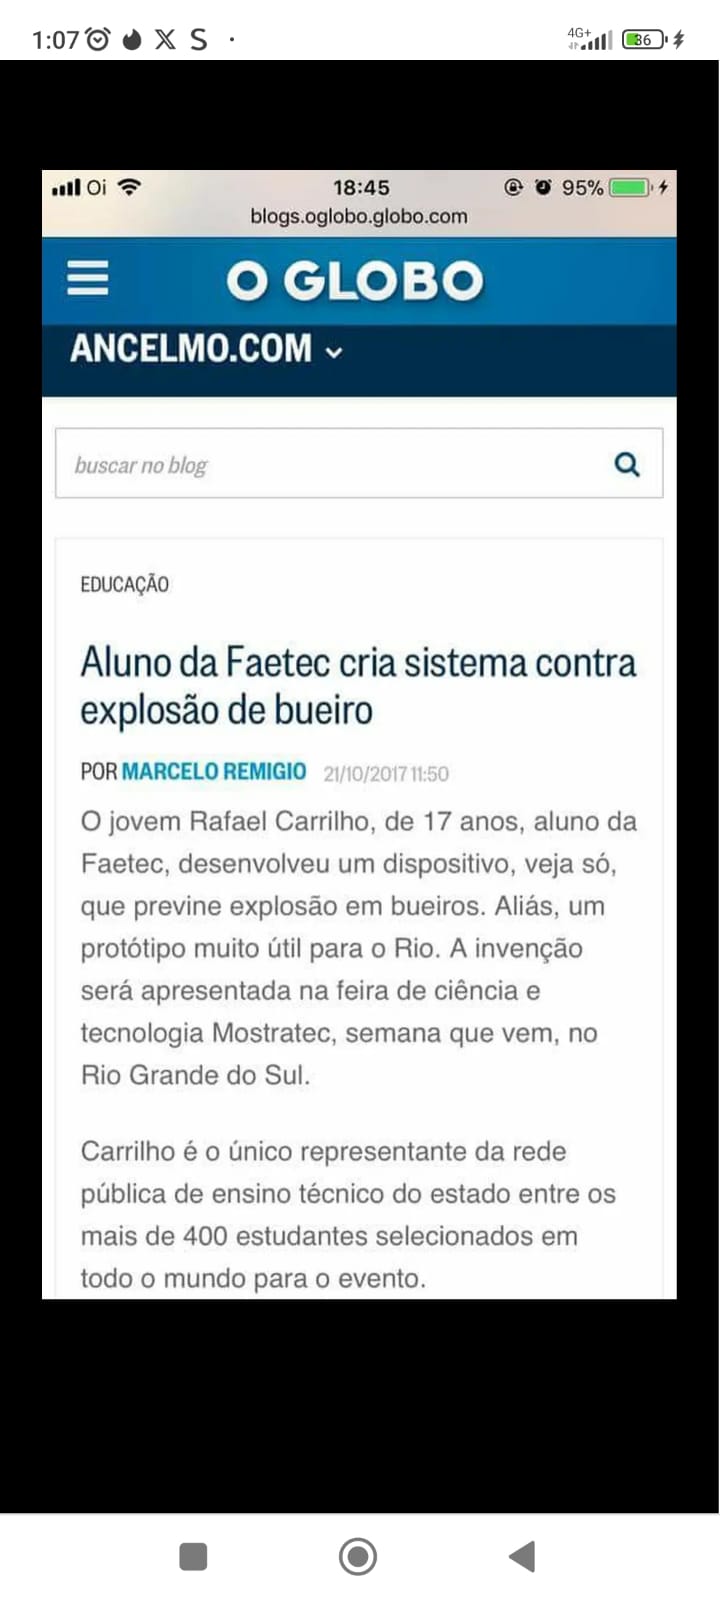 1:07 X S ·
4G+ 36
Oi 18:45 95%
blogs.oglobo.globo.com
O GLOBO
ANCELMO.COM
buscar no blog
EDUCAÇÃO
Aluno da Faetec cria sistema contra
explosão de bueiro
POR MARCELO REMIGIO 21/10/2017 11:50
O jovem Rafael Carrilho, de 17 anos, aluno da
Faetec, desenvolveu um dispositivo, veja só,
que previne explosão em bueiros. Aliás, um
protótipo muito útil para o Rio. A invenção
será apresentada na feira de ciência e
tecnologia Mostratec, semana que vem, no
Rio Grande do Sul.
Carrilho é o único representante da rede
pública de ensino técnico do estado entre os
mais de 400 estudantes selecionados em
todo o mundo para o evento.